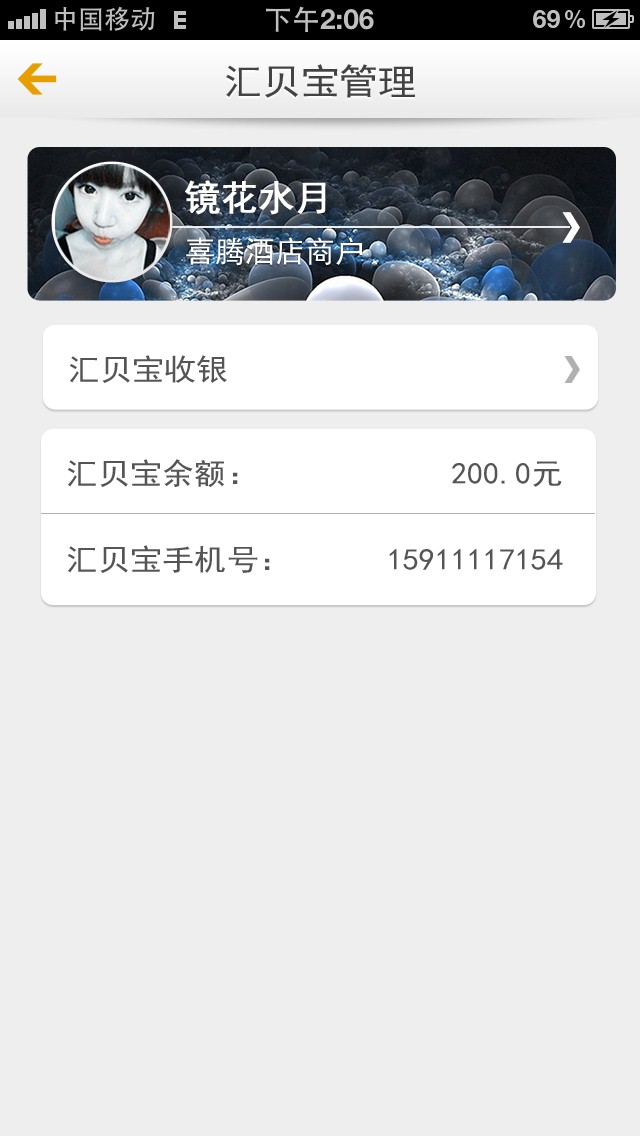 中国移动 E 下午2:06 69%
汇贝宝管理
镜花水月
喜腾酒店商户
汇贝宝收银
汇贝宝余额： 200.0元
汇贝宝手机号： 15911117154